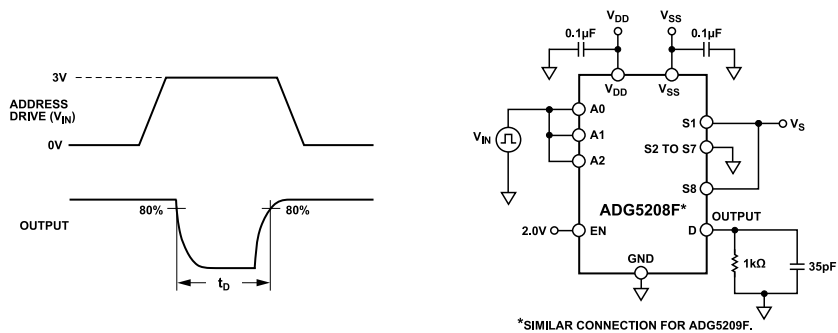 3V
ADDRESS
DRIVE (VIN)
0V
OUTPUT
80%
80%
tD
VDD
VSS
0.1µF
0.1µF
VDD
VSS
A0
A1
A2
VIN
S1
VS
S2 TO S7
S8
ADG5208F*
OUTPUT
2.0V
EN
D
GND
1kΩ
35pF
*SIMILAR CONNECTION FOR ADG5209F.